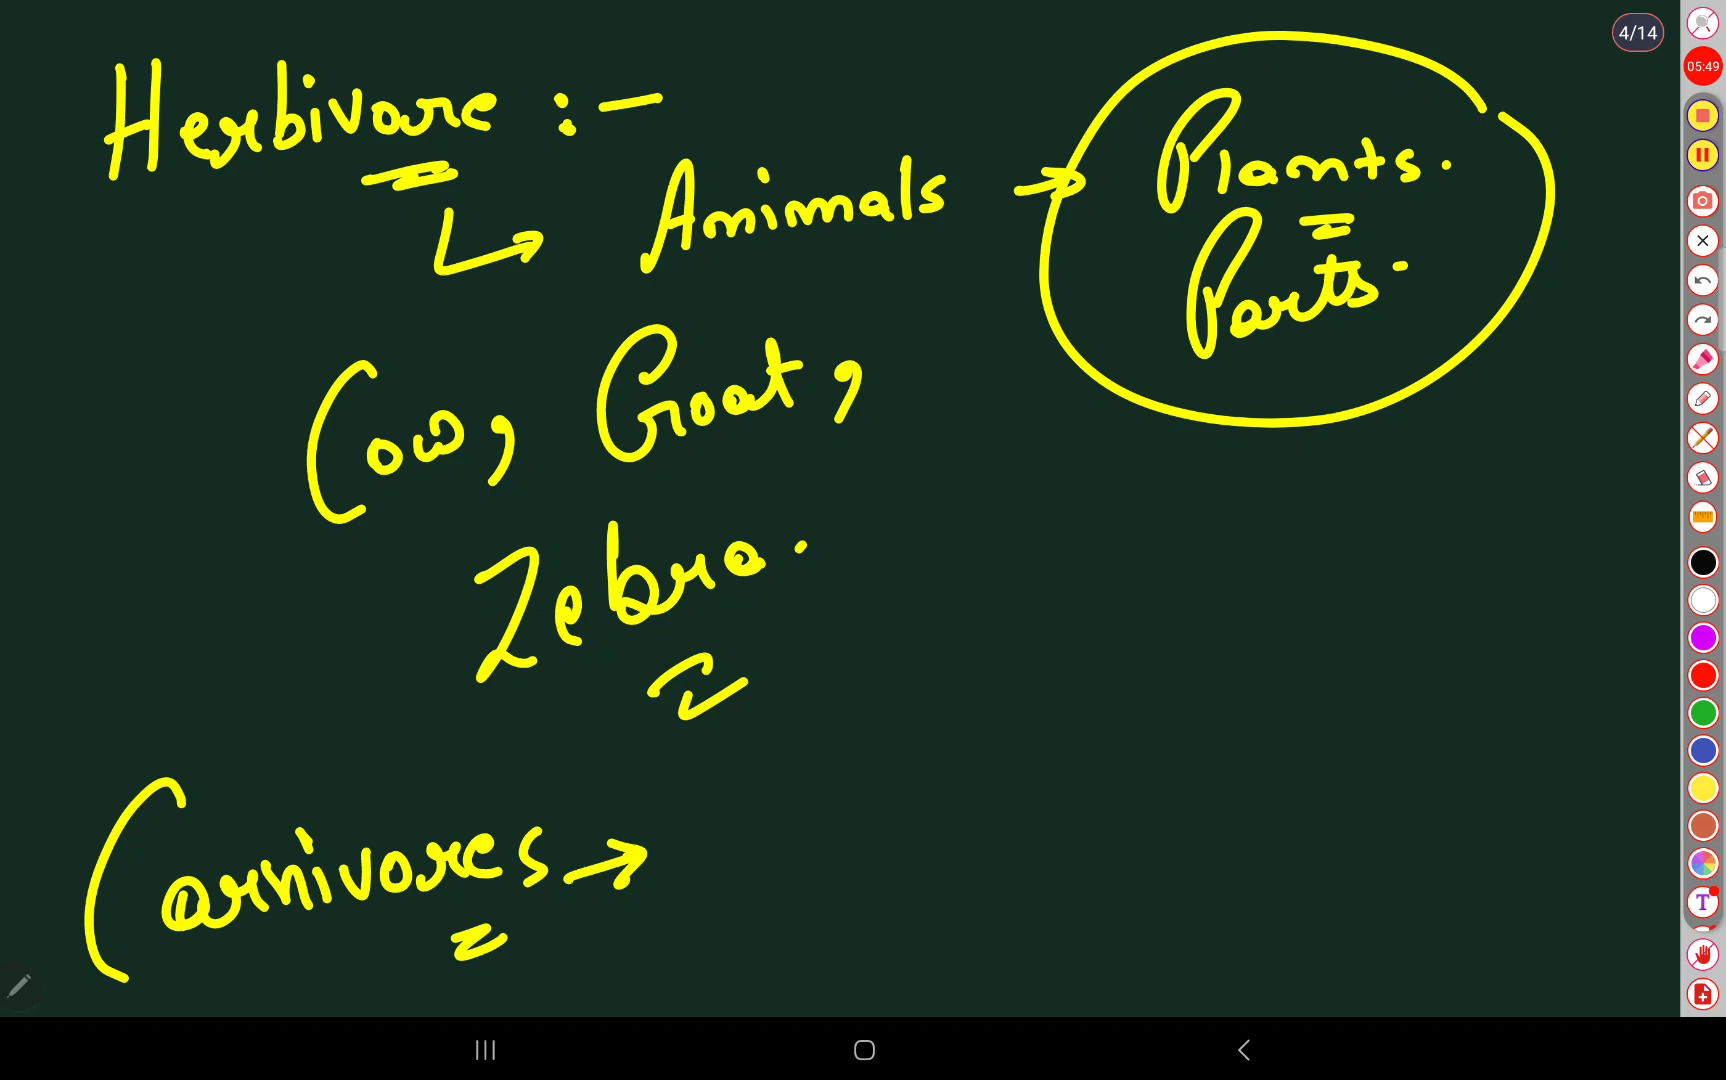 4/14
05:49
Herbivore :-
Animals → Plants.
Parts.
Cow, Goat,
Zebra.
Carnivores →
T